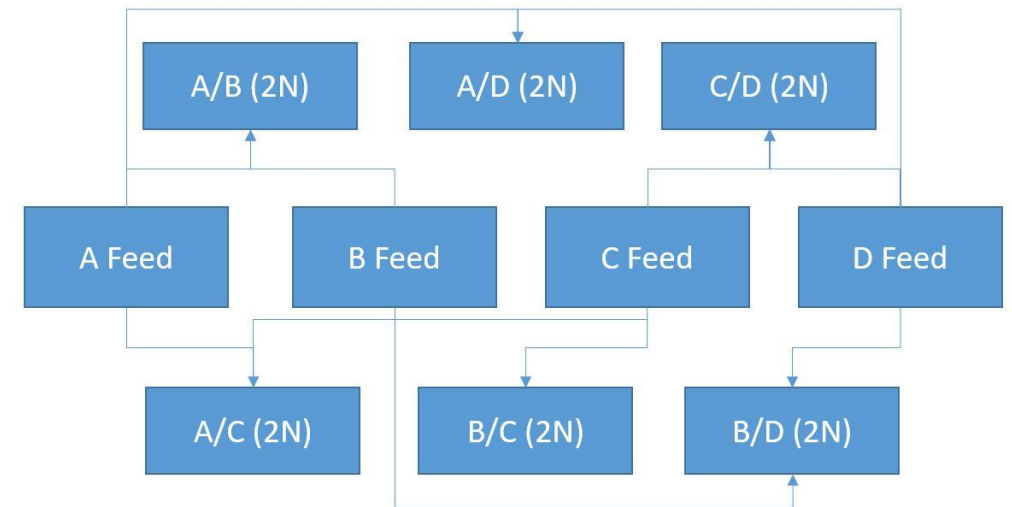 A/B (2N)
A/D (2N)
C/D (2N)
A Feed
B Feed
C Feed
D Feed
A/C (2N)
B/C (2N)
B/D (2N)